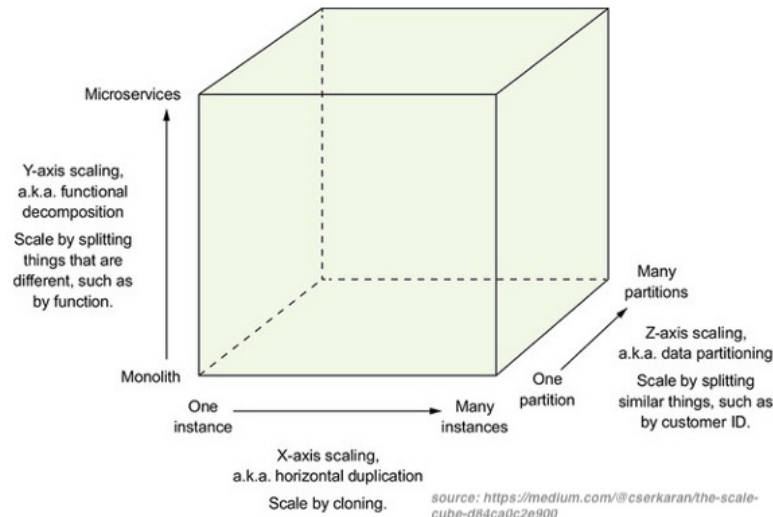 Microservices
Y-axis scaling,
a.k.a. functional
decomposition
Scale by splitting
things that are
different, such as
by function.
Monolith
One
instance
Many
instances
X-axis scaling,
a.k.a. horizontal duplication
Scale by cloning.
One
partition
Many
partitions
Z-axis scaling,
a.k.a. data partitioning
Scale by splitting
similar things, such as
by customer ID.
source: https://medium.com/@cserkaran/the-scale-
cube-d84ca0c2e900